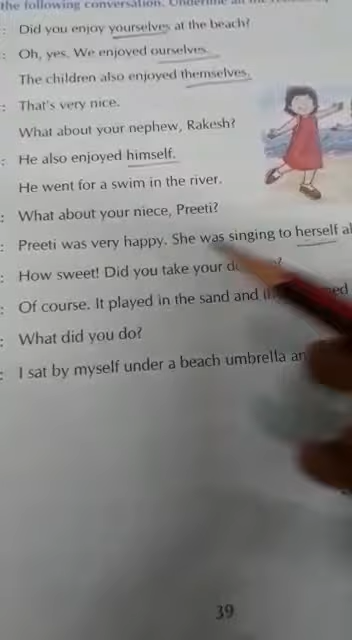 the following conversation. Underline all the
: Did you enjoy yourselves at the beach?
: Oh, yes. We enjoyed ourselves.
The children also enjoyed themselves.
: That's very nice.
What about your nephew, Rakesh?
: He also enjoyed himself.
He went for a swim in the river.
: What about your niece, Preeti?
: Preeti was very happy. She was singing to herself al
: How sweet! Did you take your do
: Of course. It played in the sand and
: What did you do?
: I sat by myself under a beach umbrella an
39